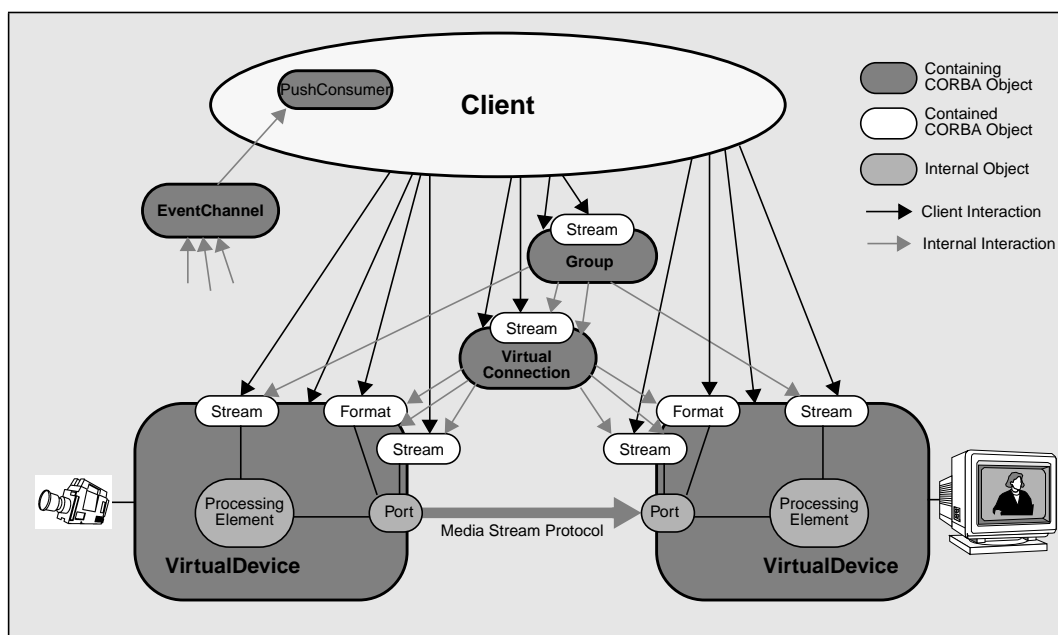 PushConsumer
Client
Containing
CORBA Object
Contained
CORBA Object
Internal Object
Client Interaction
Internal Interaction
EventChannel
Stream
Group
Stream
Virtual
Connection
Stream
Format
Stream
Processing
Element
Port
VirtualDevice
Media Stream Protocol
Format
Stream
Stream
Port
Processing
Element
VirtualDevice